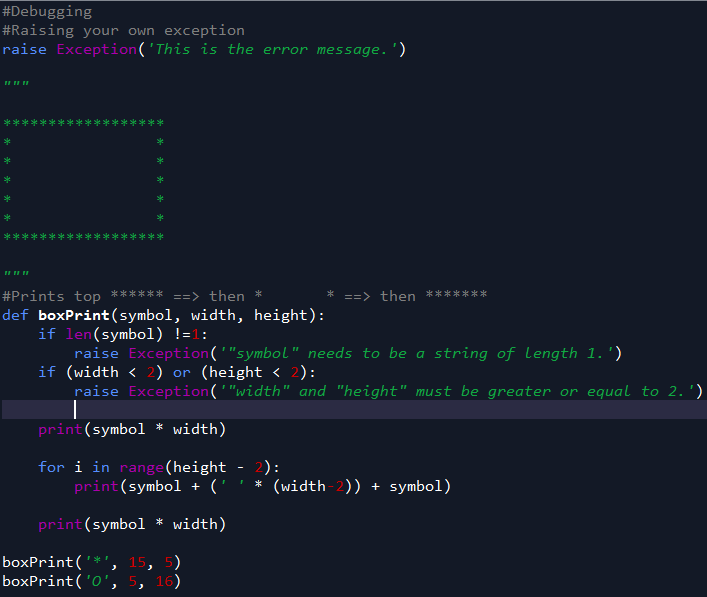 #Debugging
#Raising your own exception
raise Exception('This is the error message.')
"""
******************
*                *
*                *
*                *
*                *
*                *
******************
"""
#Prints top ****** ==> then *       * ==> then *******
def boxPrint(symbol, width, height):
    if len(symbol) !=1:
        raise Exception('"symbol" needs to be a string of length 1.')
    if (width < 2) or (height < 2):
        raise Exception('"width" and "height" must be greater or equal to 2.')
    print(symbol * width)
    for i in range(height - 2):
        print(symbol + (' ' * (width-2)) + symbol)
    print(symbol * width)
boxPrint('*', 15, 5)
boxPrint('O', 5, 16)